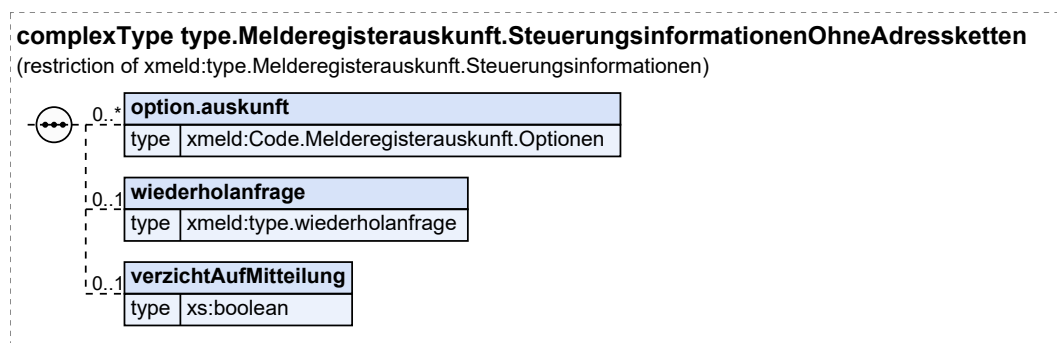 complexType type.Melderegisterauskunft.SteuerungsinformationenOhneAdressketten
(restriction of xmeld:type.Melderegisterauskunft.Steuerungsinformationen)
0..* option.auskunft
type xmeld:Code.Melderegisterauskunft.Optionen
0..1 wiederholanfrage
type xmeld:type.wiederholanfrage
0..1 verzichtAufMitteilung
type xs:boolean